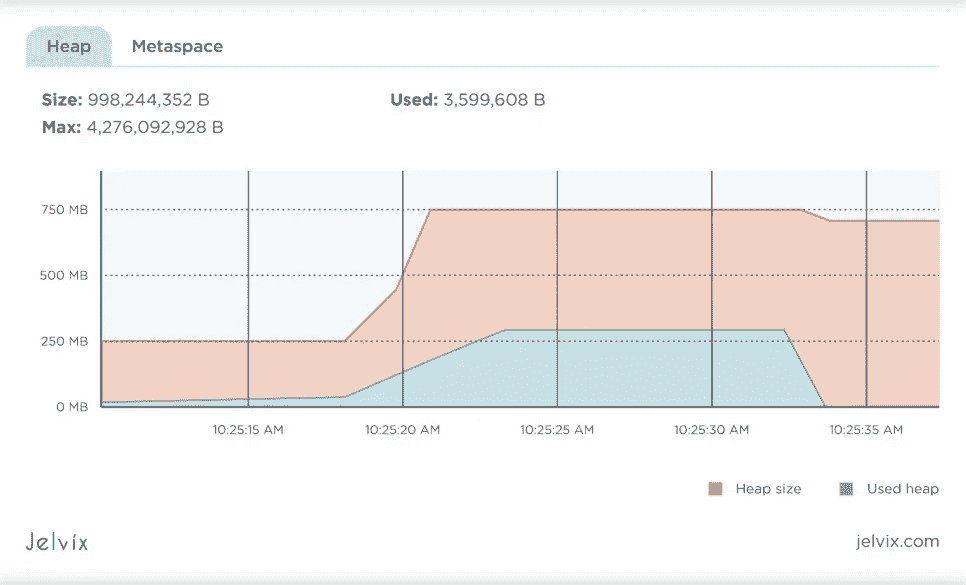 Heap Metaspace
Size: 998,244,352 B Used: 3,599,608 B
Max: 4,276,092,928 B
750 MB
500 MB
250 MB
0 MB
10:25:15 AM 10:25:20 AM 10:25:25 AM 10:25:30 AM 10:25:35 AM
Heap size Used heap
Jelvix jelvix.com